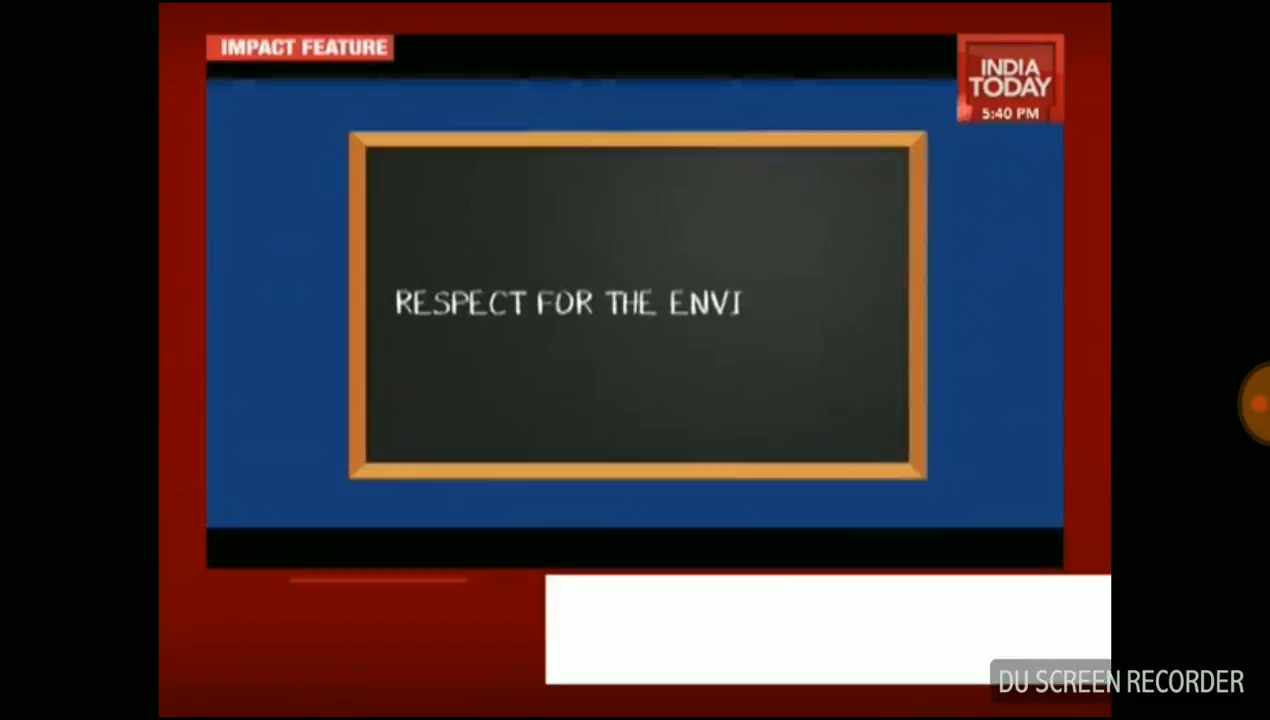 IMPACT FEATURE
INDIA
TODAY
5:40 PM
RESPECT FOR THE ENVI
DU SCREEN RECORDER